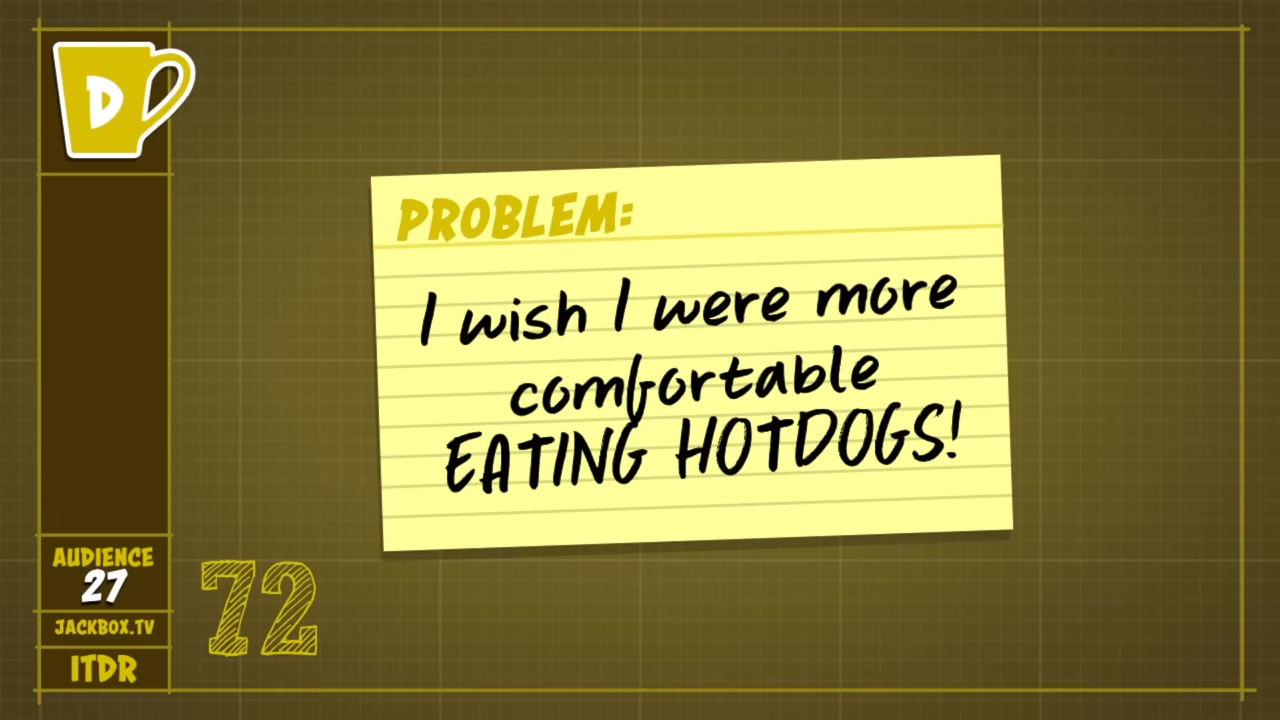 D
PROBLEM:
I wish I were more
comfortable
EATING HOTDOGS!
AUDIENCE
27
JACKBOX.TV
ITDR
72